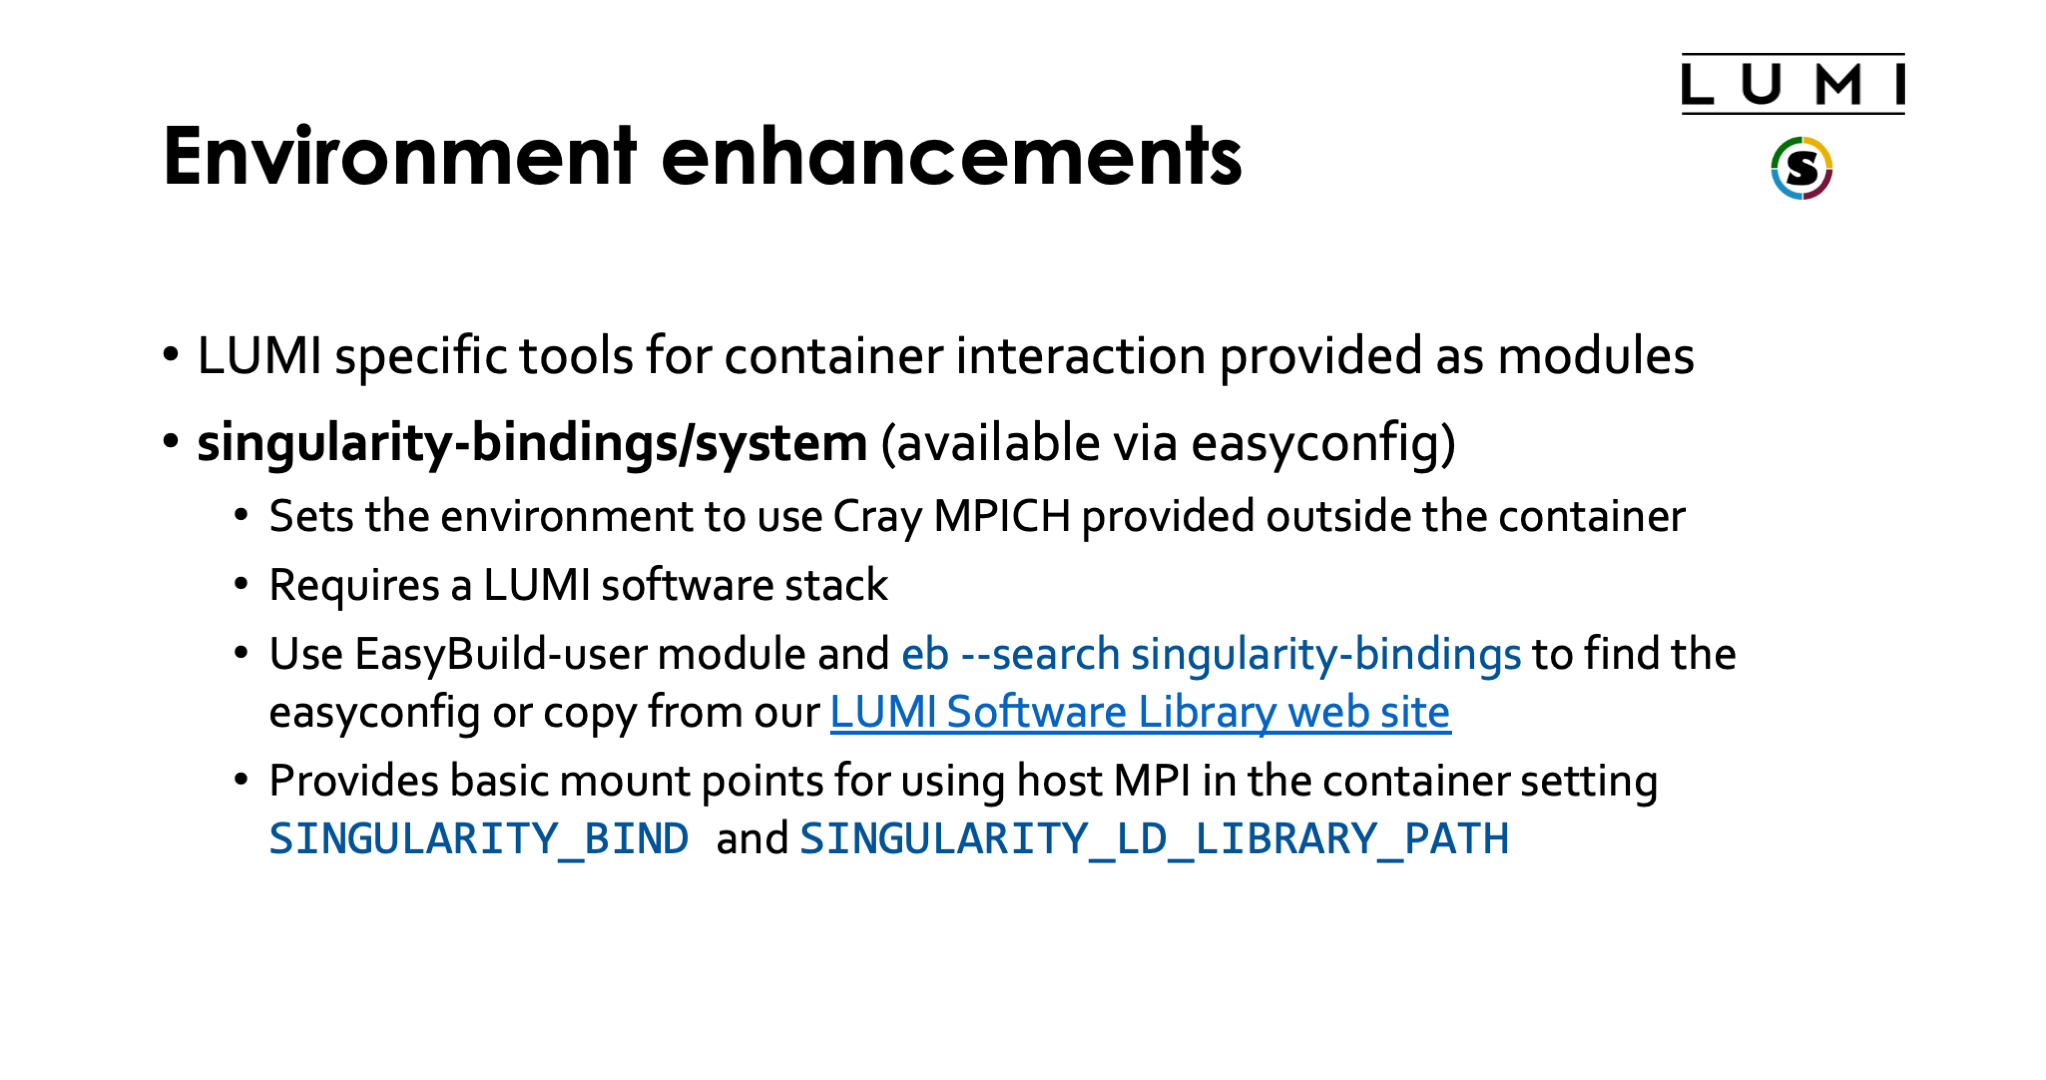 LUMI
S
Environment enhancements
• LUMI specific tools for container interaction provided as modules
• singularity-bindings/system (available via easyconfig)
• Sets the environment to use Cray MPICH provided outside the container
• Requires a LUMI software stack
• Use EasyBuild-user module and eb --search singularity-bindings to find the
easyconfig or copy from our LUMI Software Library web site
• Provides basic mount points for using host MPI in the container setting
SINGULARITY_BIND and SINGULARITY_LD_LIBRARY_PATH